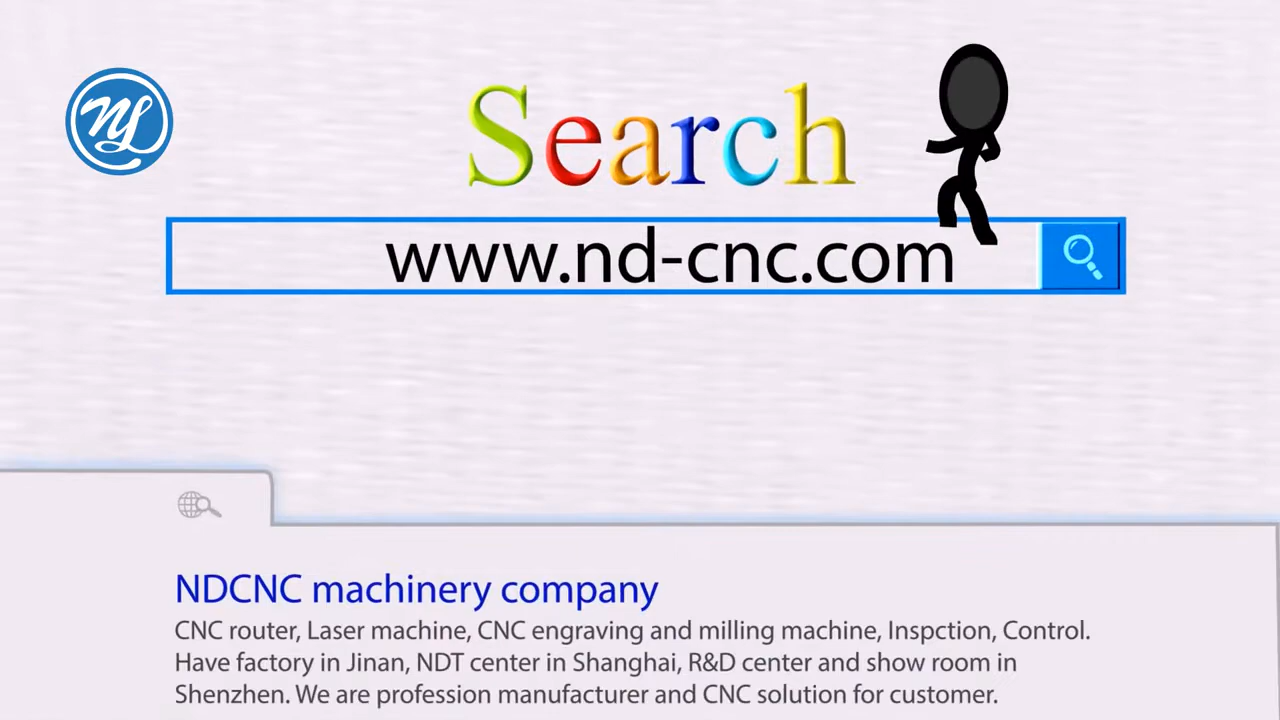 Search
www.nd-cnc.com
NDCNC machinery company
CNC router, Laser machine, CNC engraving and milling machine, Inspction, Control.
Have factory in Jinan, NDT center in Shanghai, R&D center and show room in
Shenzhen. We are profession manufacturer and CNC solution for customer.